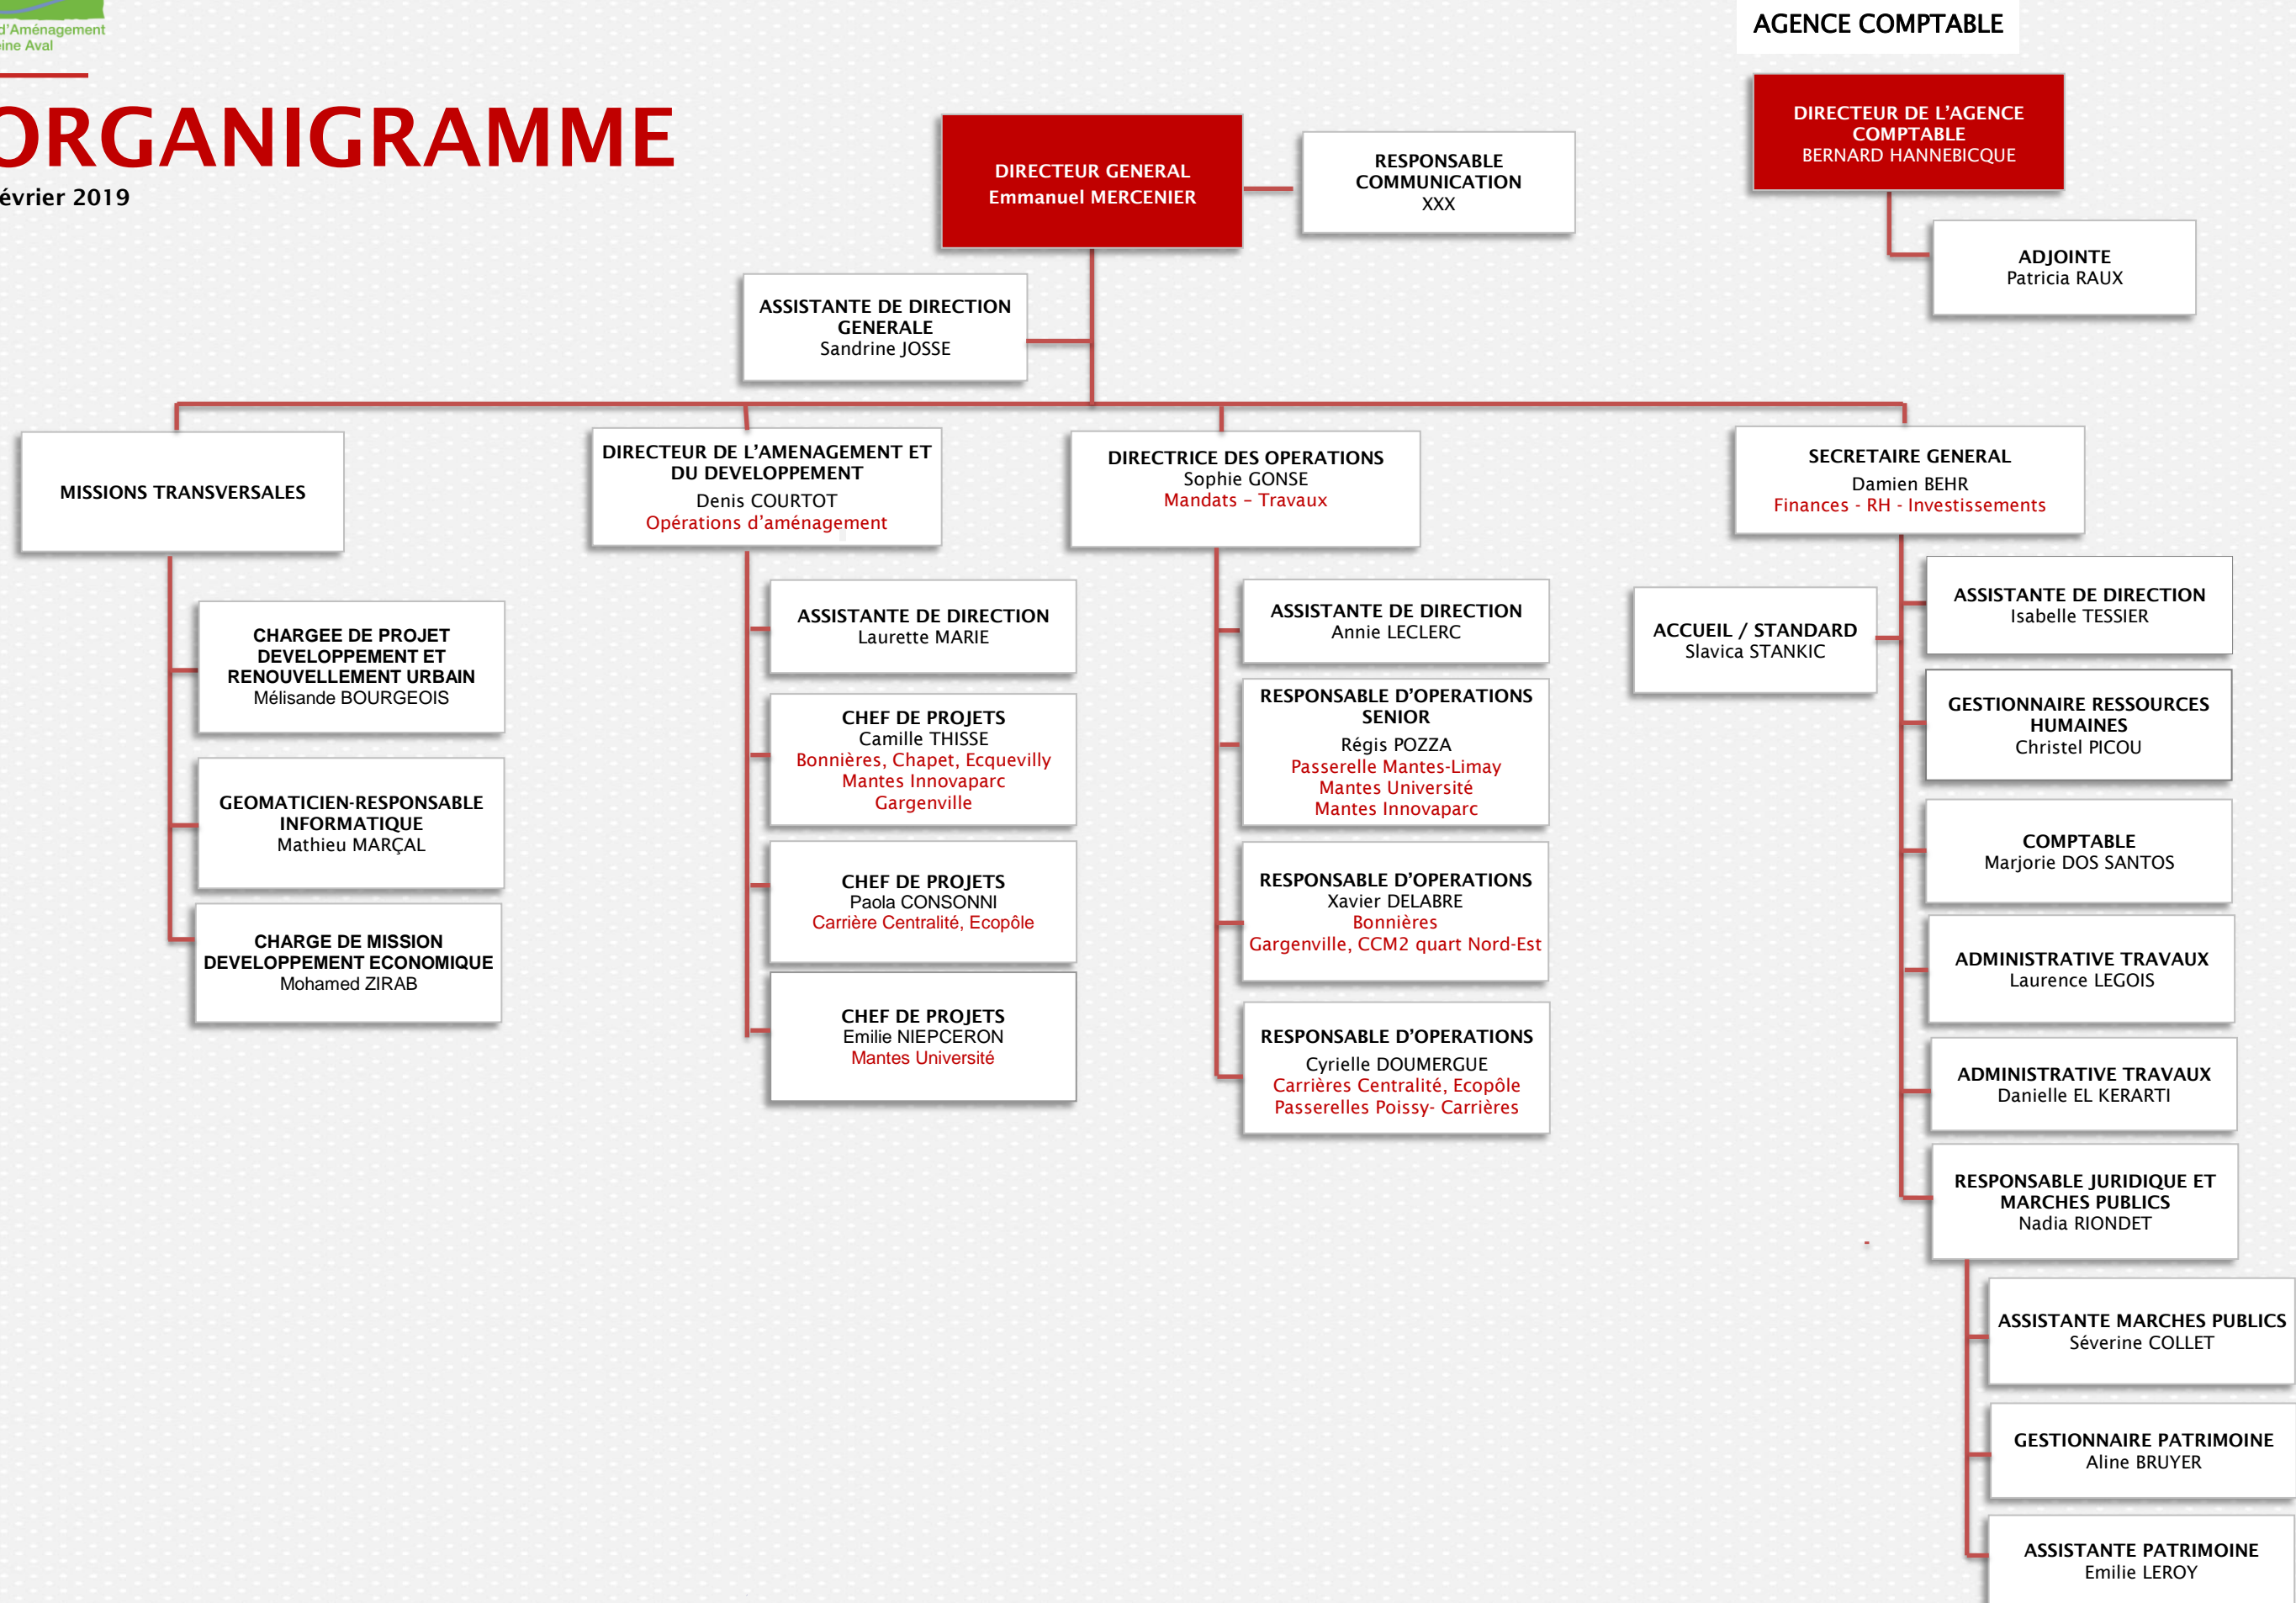 d'Aménagement
eine Aval
ORGANIGRAMME
évrier 2019
AGENCE COMPTABLE
DIRECTEUR DE L'AGENCE
COMPTABLE
BERNARD HANNEBICQUE
ADJOINTE
Patricia RAUX
DIRECTEUR GENERAL
Emmanuel MERCENIER
RESPONSABLE
COMMUNICATION
XXX
ASSISTANTE DE DIRECTION
GENERALE
Sandrine JOSSE
MISSIONS TRANSVERSALES
CHARGEE DE PROJET
DEVELOPPEMENT ET
RENOUVELLEMENT URBAIN
Mélisande BOURGEOIS
GEOMATICIEN-RESPONSABLE
INFORMATIQUE
Mathieu MARÇAL
CHARGE DE MISSION
DEVELOPPEMENT ECONOMIQUE
Mohamed ZIRAB
DIRECTEUR DE L'AMENAGEMENT ET
DU DEVELOPPEMENT
Denis COURTOT
Opérations d'aménagement
ASSISTANTE DE DIRECTION
Laurette MARIE
CHEF DE PROJETS
Camille THISSE
Bonnières, Chapet, Ecquevilly
Mantes Innovaparc
Gargenville
CHEF DE PROJETS
Paola CONSONNI
Carrière Centralité, Ecopôle
CHEF DE PROJETS
Emilie NIEPCERON
Mantes Université
DIRECTRICE DES OPERATIONS
Sophie GONSE
Mandats – Travaux
ASSISTANTE DE DIRECTION
Annie LECLERC
RESPONSABLE D'OPERATIONS
SENIOR
Régis POZZA
Passerelle Mantes-Limay
Mantes Université
Mantes Innovaparc
RESPONSABLE D'OPERATIONS
Xavier DELABRE
Bonnières
Gargenville, CCM2 quart Nord-Est
RESPONSABLE D'OPERATIONS
Cyrielle DOUMERGUE
Carrières Centralité, Ecopôle
Passerelles Poissy- Carrières
SECRETAIRE GENERAL
Damien BEHR
Finances - RH - Investissements
ACCUEIL / STANDARD
Slavica STANKIC
ASSISTANTE DE DIRECTION
Isabelle TESSIER
GESTIONNAIRE RESSOURCES
HUMAINES
Christel PICOU
COMPTABLE
Marjorie DOS SANTOS
ADMINISTRATIVE TRAVAUX
Laurence LEGOIS
ADMINISTRATIVE TRAVAUX
Danielle EL KERARTI
RESPONSABLE JURIDIQUE ET
MARCHES PUBLICS
Nadia RIONDET
ASSISTANTE MARCHES PUBLICS
Séverine COLLET
GESTIONNAIRE PATRIMOINE
Aline BRUYER
ASSISTANTE PATRIMOINE
Emilie LEROY